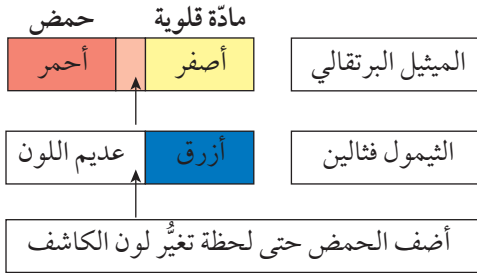 مادّة قلوية حمض
الميثيل البرتقالي أصفر أحمر
الثيمول فثالين أزرق عديم اللون
أضف الحمض حتى لحظة تغيُّر لون الكاشف